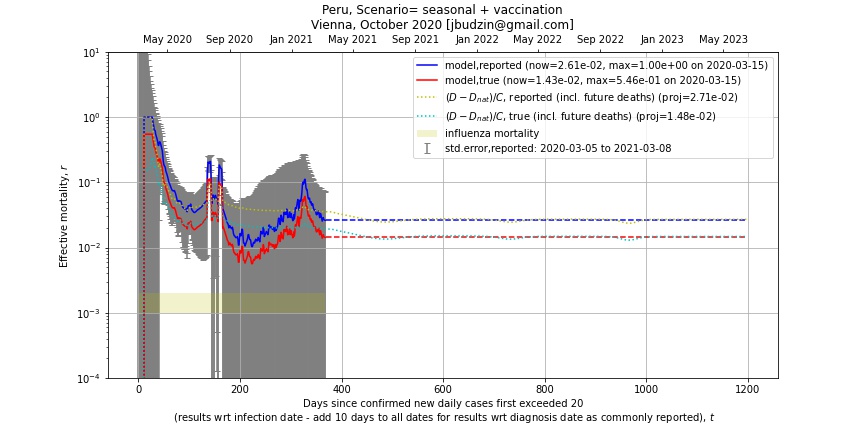 Peru, Scenario= seasonal + vaccination
Vienna, October 2020 [jbudzin@gmail.com]
May 2020 Sep 2020 Jan 2021 May 2021 Sep 2021 Jan 2022 May 2022 Sep 2022 Jan 2023 May 2023
10¹
10⁰
10⁻¹
10⁻²
10⁻³
10⁻⁴
Effective mortality, r
model,reported (now=2.61e-02, max=1.00e+00 on 2020-03-15)
model,true (now=1.43e-02, max=5.46e-01 on 2020-03-15)
(D − Dnat)/C, reported (incl. future deaths) (proj=2.71e-02)
(D − Dnat)/C, true (incl. future deaths) (proj=1.48e-02)
influenza mortality
std.error,reported: 2020-03-05 to 2021-03-08
0 200 400 600 800 1000 1200
Days since confirmed new daily cases first exceeded 20
(results wrt infection date - add 10 days to all dates for results wrt diagnosis date as commonly reported), t